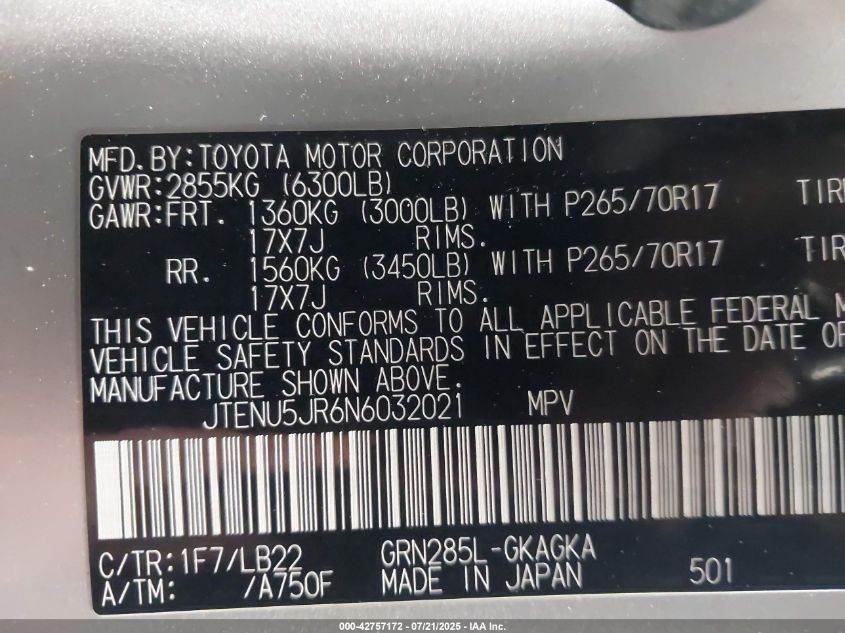 MFD.BY:TOYOTA MOTOR CORPORATION
GVWR:2855KG (6300LB)
GAWR:FRT. 1360KG (3000LB) WITH P265/70R17
17X7J RIMS.
RR. 1560KG (3450LB) WITH P265/70R17
17X7J RIMS.
THIS VEHICLE CONFORMS TO ALL APPLICABLE FEDERAL
VEHICLE SAFETY STANDARDS IN EFFECT ON THE DATE OF
MANUFACTURE SHOWN ABOVE.
JTENU5JR6N6032021 MPV
C/TR:1F7/LB22 GRN285L-GKAGKA
A/TM: /A750F MADE IN JAPAN 501
000-42757172 / 07/21/2025 - IAA Inc.